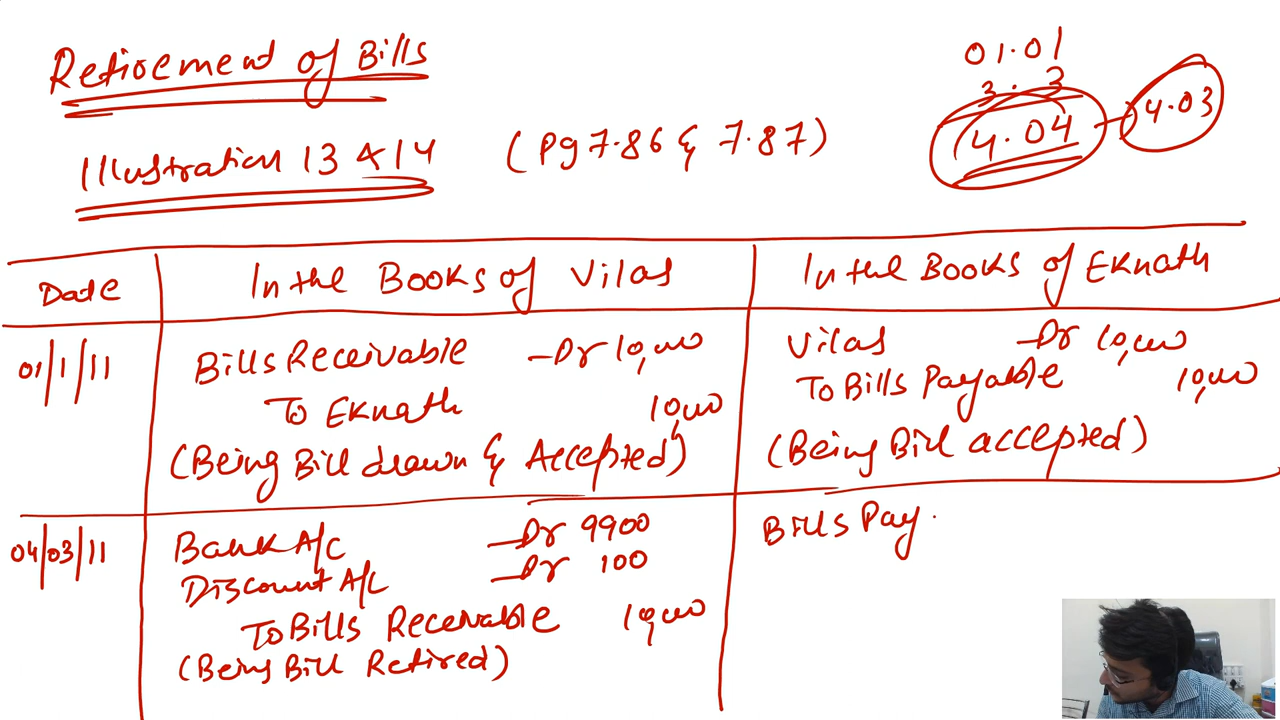 Retirement of Bills
Illustration 13 & 14 (Pg 7.86 & 7.87)
01.01
3. 3
4.04 - 4.03
Date
In the Books of Vilas
In the Books of Eknath
01/1/11
Bills Receivable -Dr 10,000
To Eknath 10,000
(Being Bill drawn & Accepted)
Vilas -Dr 10,000
To Bills Payable 10,000
(Being Bill accepted)
04/03/11
Bank A/c -Dr 9900
Discount A/c -Dr 100
To Bills Receivable 10,000
(Being Bill Retired)
Bills Pay